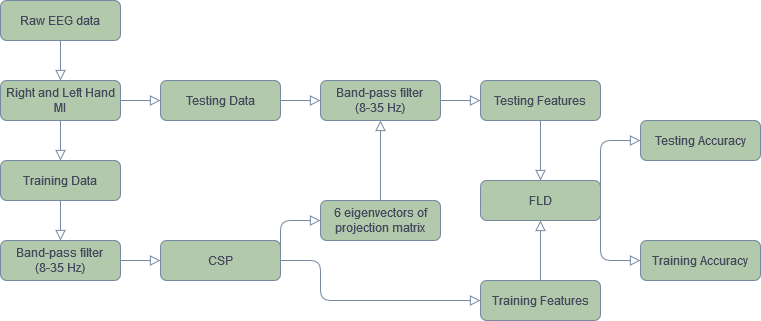 Raw EEG data
Right and Left Hand
MI
Testing Data
Band-pass filter
(8-35 Hz)
Testing Features
Testing Accuracy
Training Data
FLD
6 eigenvectors of
projection matrix
Band-pass filter
(8-35 Hz)
CSP
Training Accuracy
Training Features